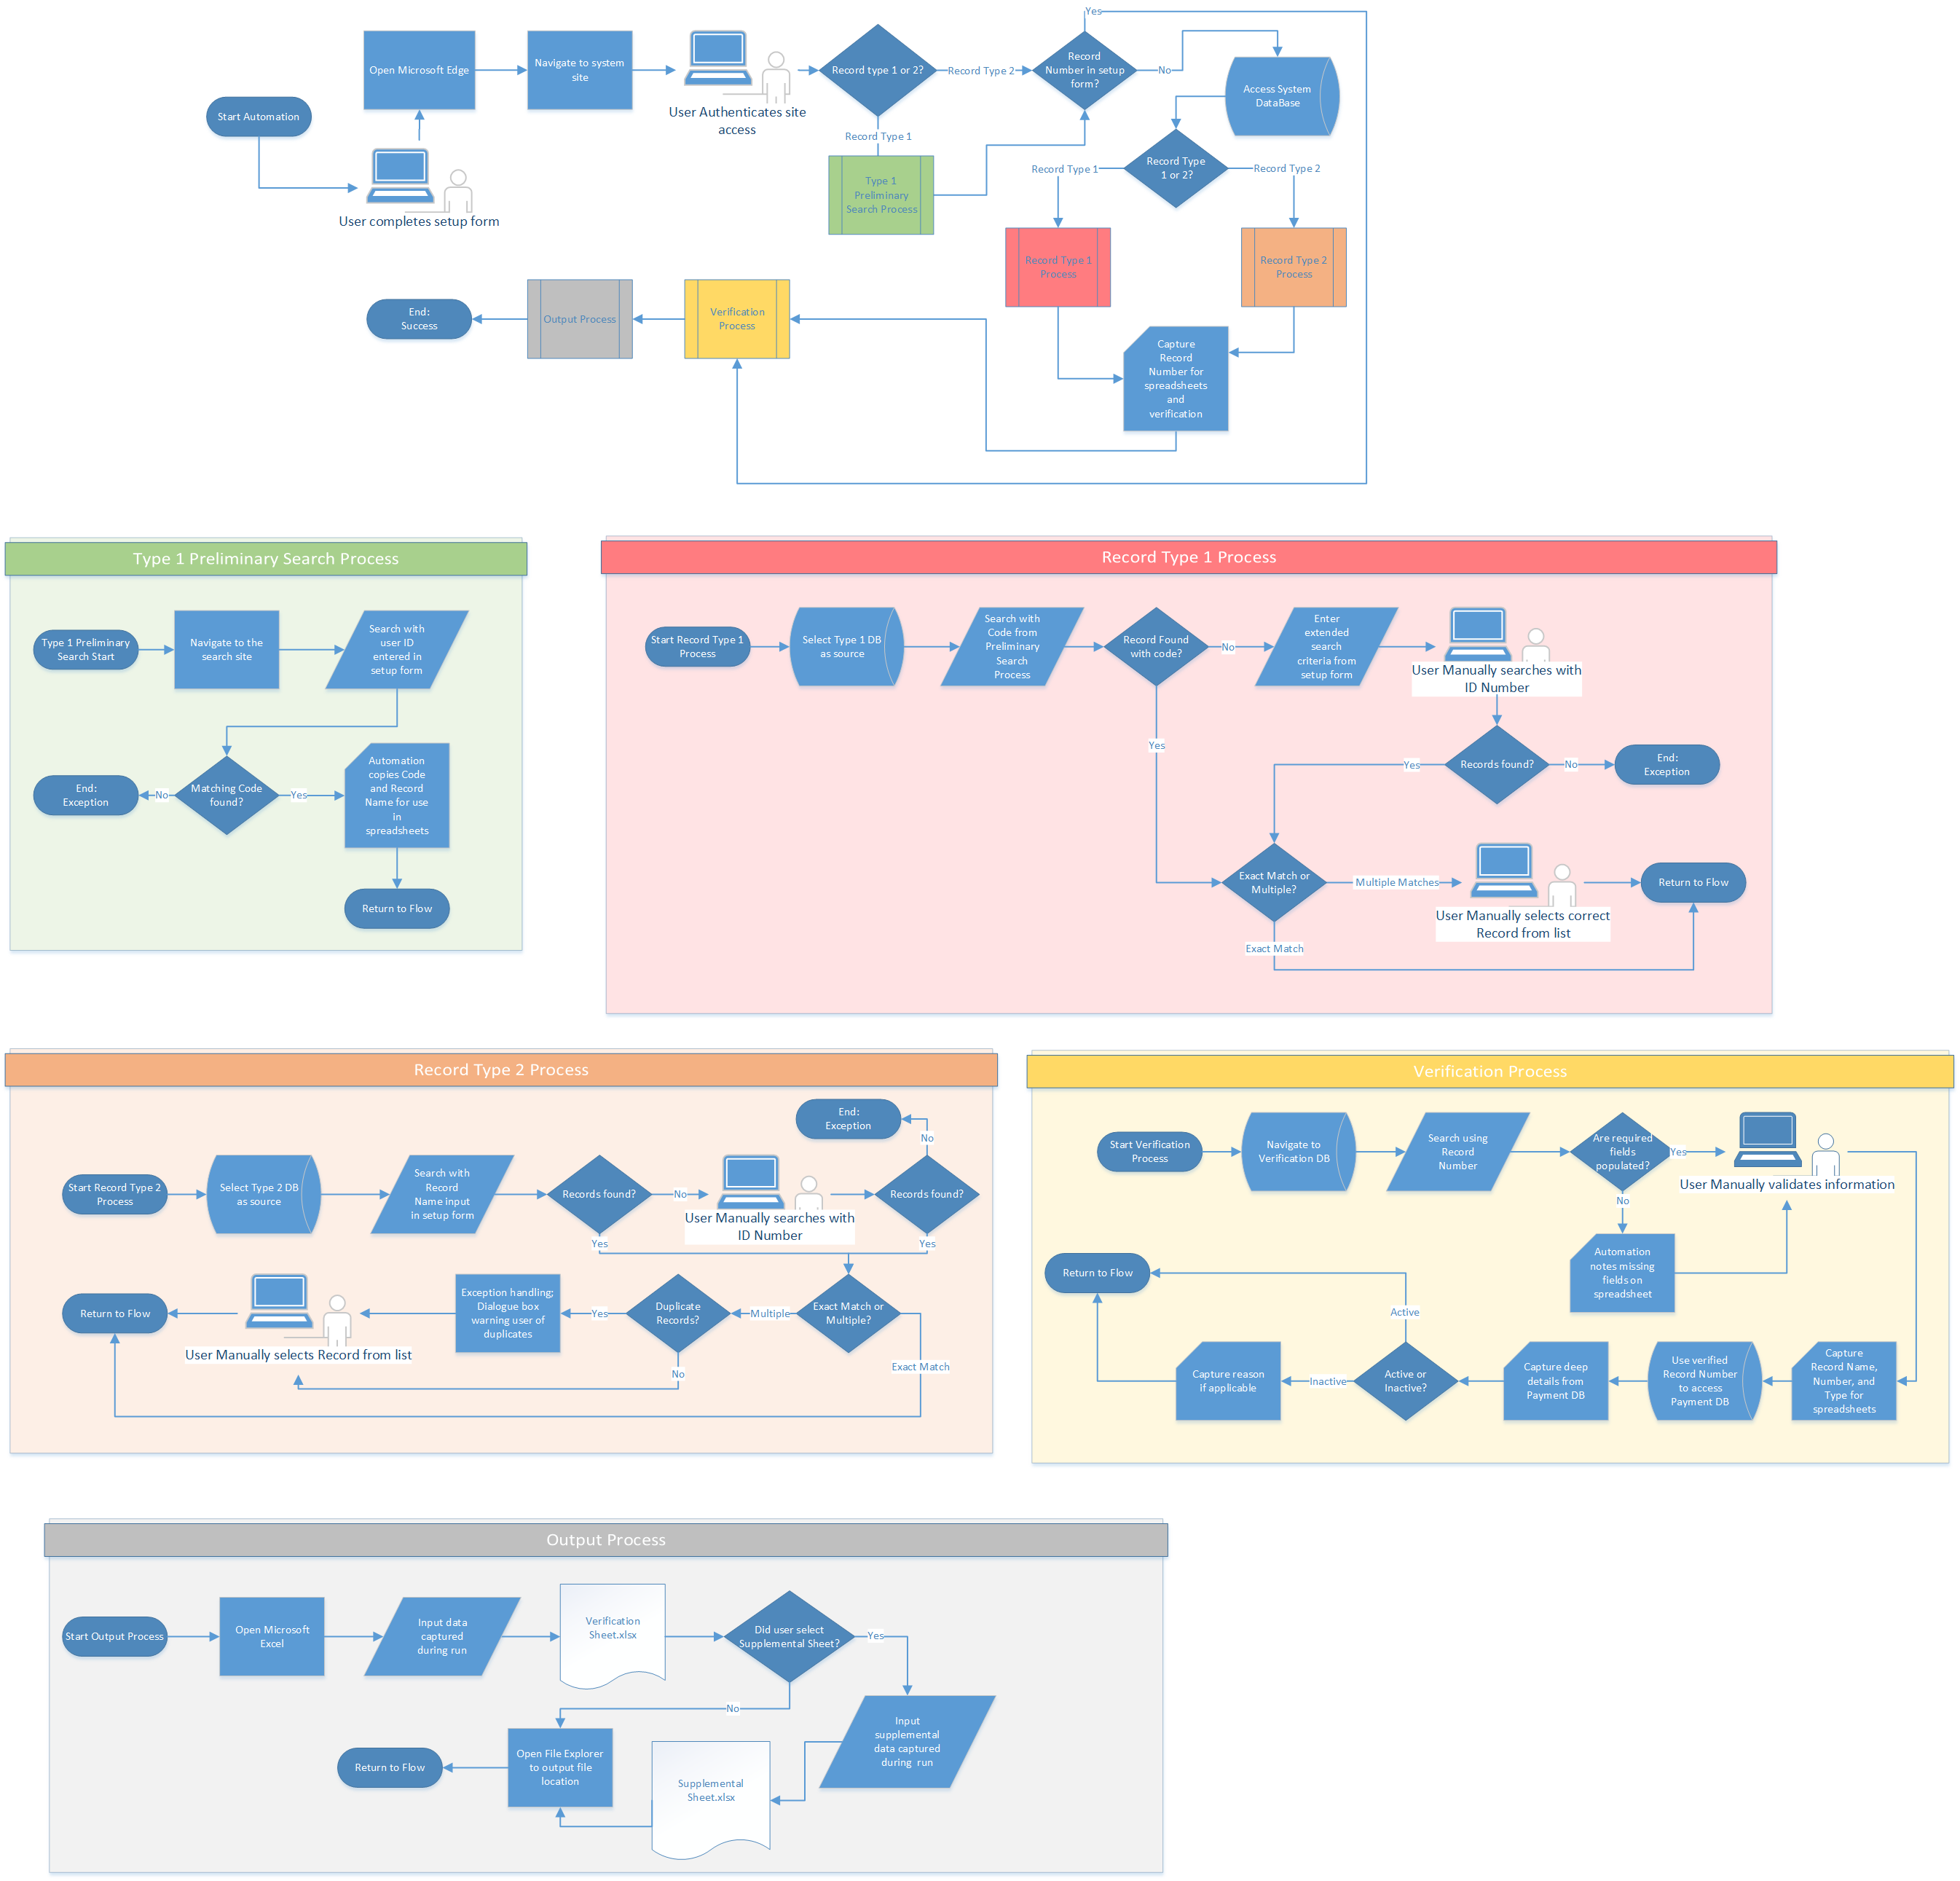 Yes
Open Microsoft Edge
Navigate to system
site
Record type 1 or 2?
Record Type 2
Record
Number in setup
form?
No
Access System
DataBase
Start Automation
User Authenticates site
access
Record Type 1
User completes setup form
Type 1
Preliminary
Search Process
Record Type
1 or 2?
Record Type 1
Record Type 2
Record Type 1
Process
Record Type 2
Process
End:
Success
Output Process
Verification
Process
Capture
Record
Number for
spreadsheets
and
verification
Type 1 Preliminary Search Process
Type 1 Preliminary
Search Start
Navigate to the
search site
Search with
user ID
entered in
setup form
End:
Exception
No
Matching Code
found?
Yes
Automation
copies Code
and Record
Name for use
in
spreadsheets
Return to Flow
Record Type 1 Process
Start Record Type 1
Process
Select Type 1 DB
as source
Search with
Code from
Preliminary
Search
Process
Record Found
with code?
No
Enter
extended
search
criteria from
setup form
User Manually searches with
ID Number
Yes
Yes
Records found?
No
End:
Exception
Exact Match or
Multiple?
Multiple Matches
User Manually selects correct
Record from list
Return to Flow
Exact Match
Record Type 2 Process
End:
Exception
No
Start Record Type 2
Process
Select Type 2 DB
as source
Search with
Record
Name input
in setup form
Records found?
No
User Manually searches with
ID Number
Records found?
Yes
Yes
Return to Flow
User Manually selects Record from list
Exception handling;
Dialogue box
warning user of
duplicates
Yes
Duplicate
Records?
Multiple
Exact Match or
Multiple?
No
Exact Match
Verification Process
Start Verification
Process
Navigate to
Verification DB
Search using
Record
Number
Are required
fields
populated?
Yes
User Manually validates information
No
Automation
notes missing
fields on
spreadsheet
Return to Flow
Active
Capture reason
if applicable
Inactive
Active or
Inactive?
Capture deep
details from
Payment DB
Use verified
Record Number
to access
Payment DB
Capture
Record Name,
Number, and
Type for
spreadsheets
Output Process
Start Output Process
Open Microsoft
Excel
Input data
captured
during run
Verification
Sheet.xlsx
Did user select
Supplemental Sheet?
Yes
No
Input
supplemental
data captured
during run
Return to Flow
Open File Explorer
to output file
location
Supplemental
Sheet.xlsx